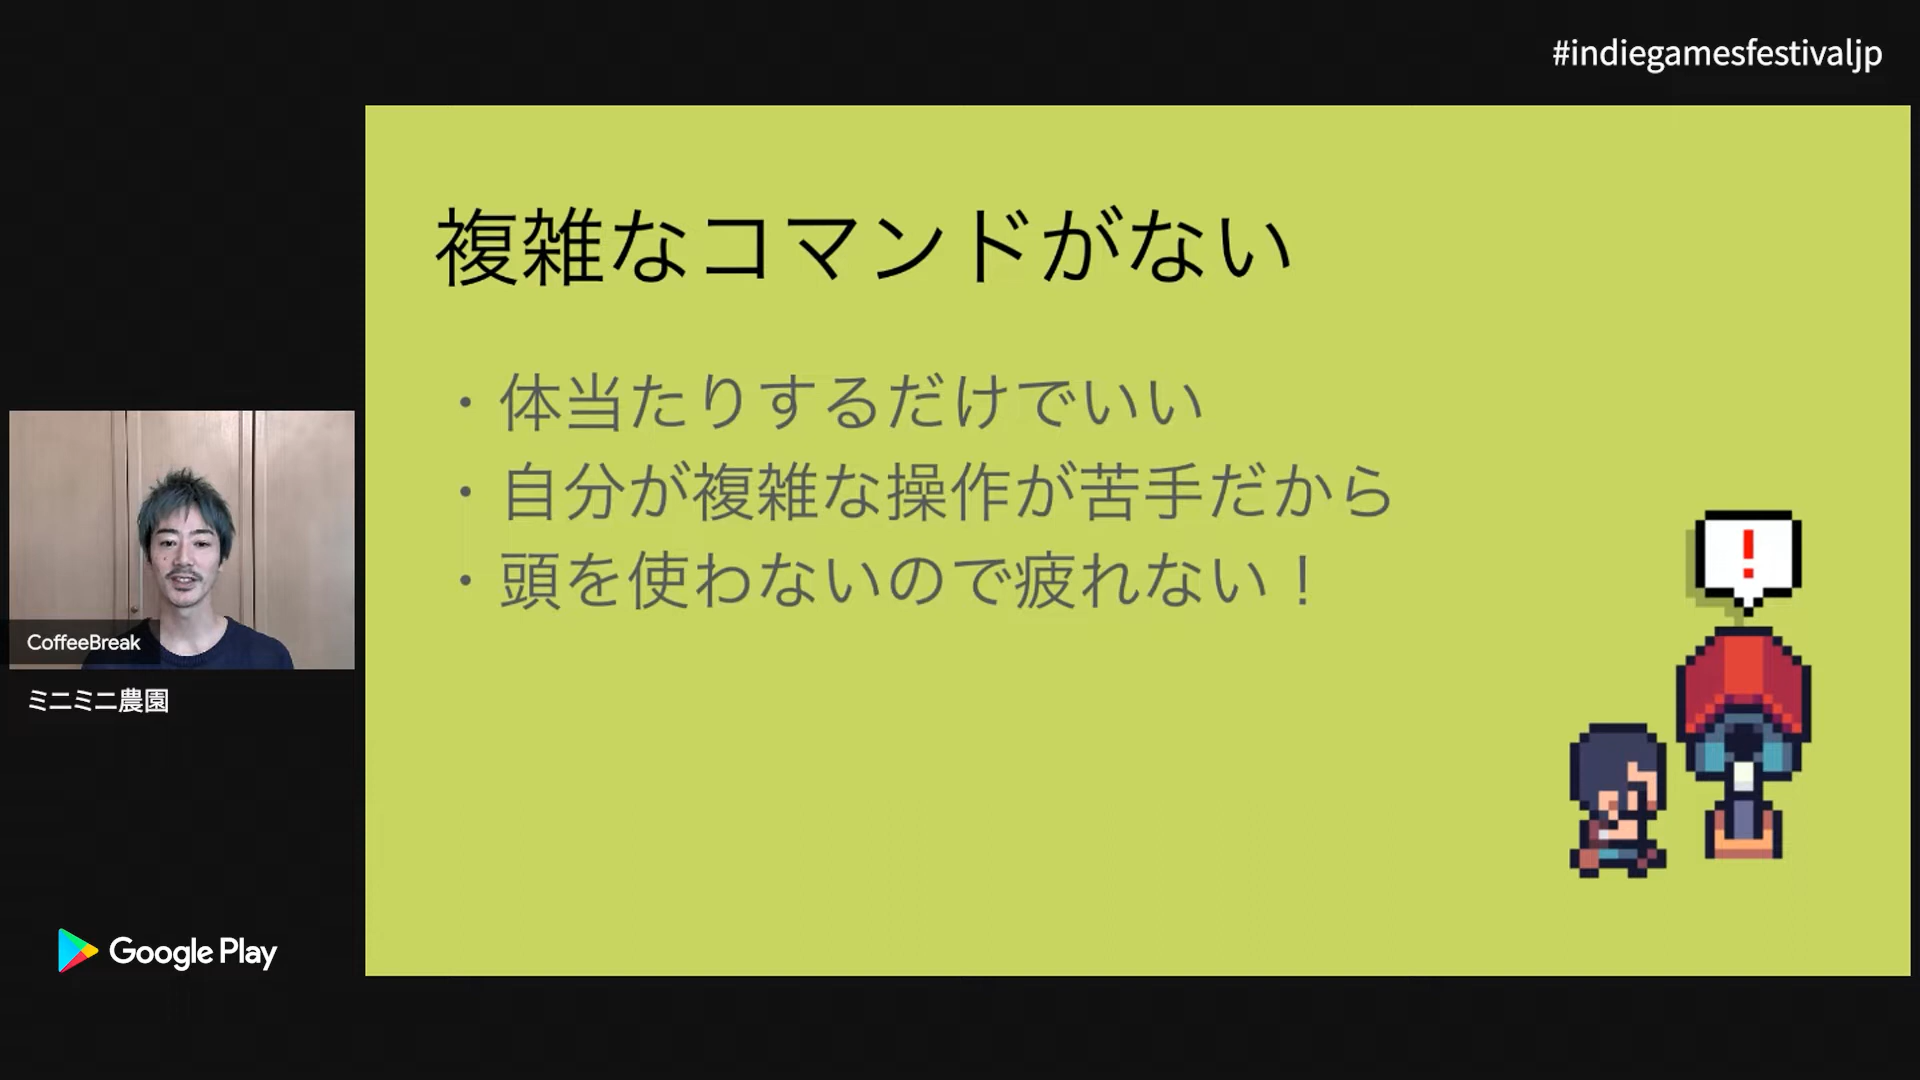 #indiegamesfestivaljp
複雑なコマンドがない
・体当たりするだけでいい
・自分が複雑な操作が苦手だから
・頭を使わないので疲れない！
!
CoffeeBreak
ミニミニ農園
Google Play